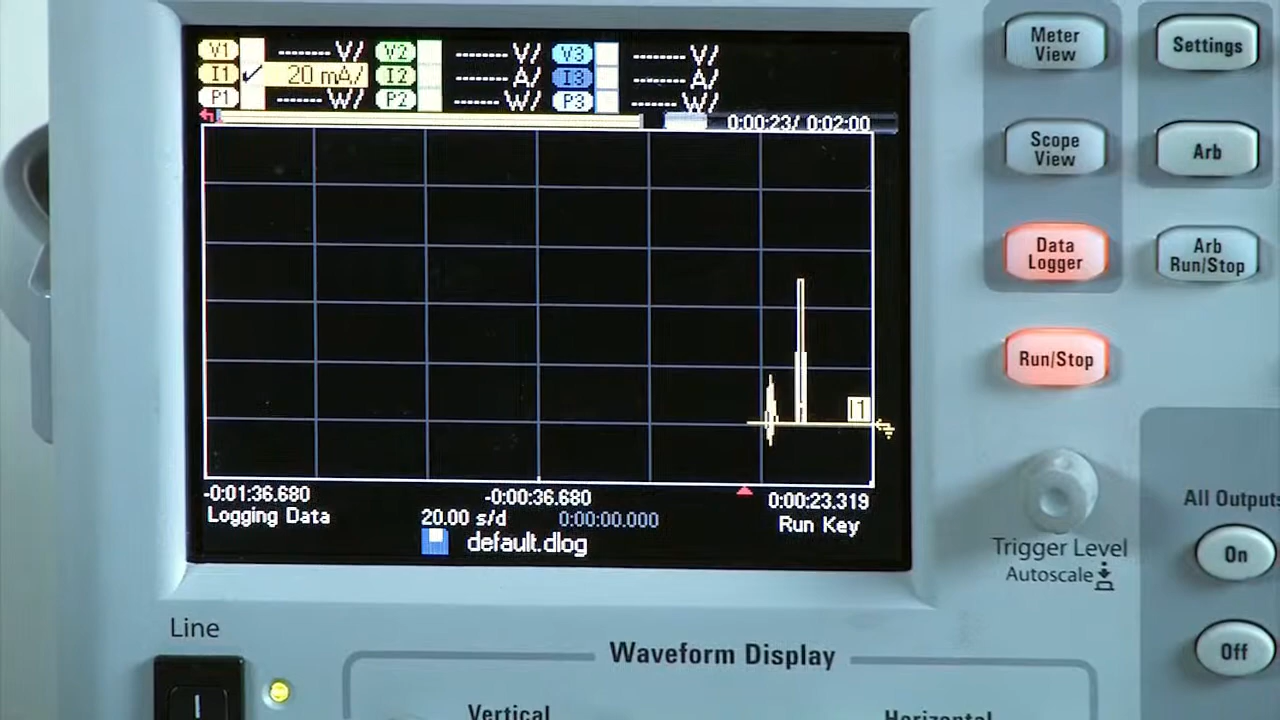 V1 ------- V/ V2 ------ V/ V3 ------ V/
I1 ✓ 20 mA/ I2 ------ A/ I3 ------ A/
P1 ------- W/ P2 ------ W/ P3 ------ W/
0:00:23/ 0:02:00
I1
-0:01:36.680 -0:00:36.680 0:00:23.319
Logging Data 20.00 s/d 0:00:00.000 Run Key
default.dlog
Meter
View
Settings
Scope
View
Arb
Data
Logger
Arb
Run/Stop
Run/Stop
Trigger Level
Autoscale
All Outputs
On
Off
Line
Waveform Display
Vertical
Horizontal